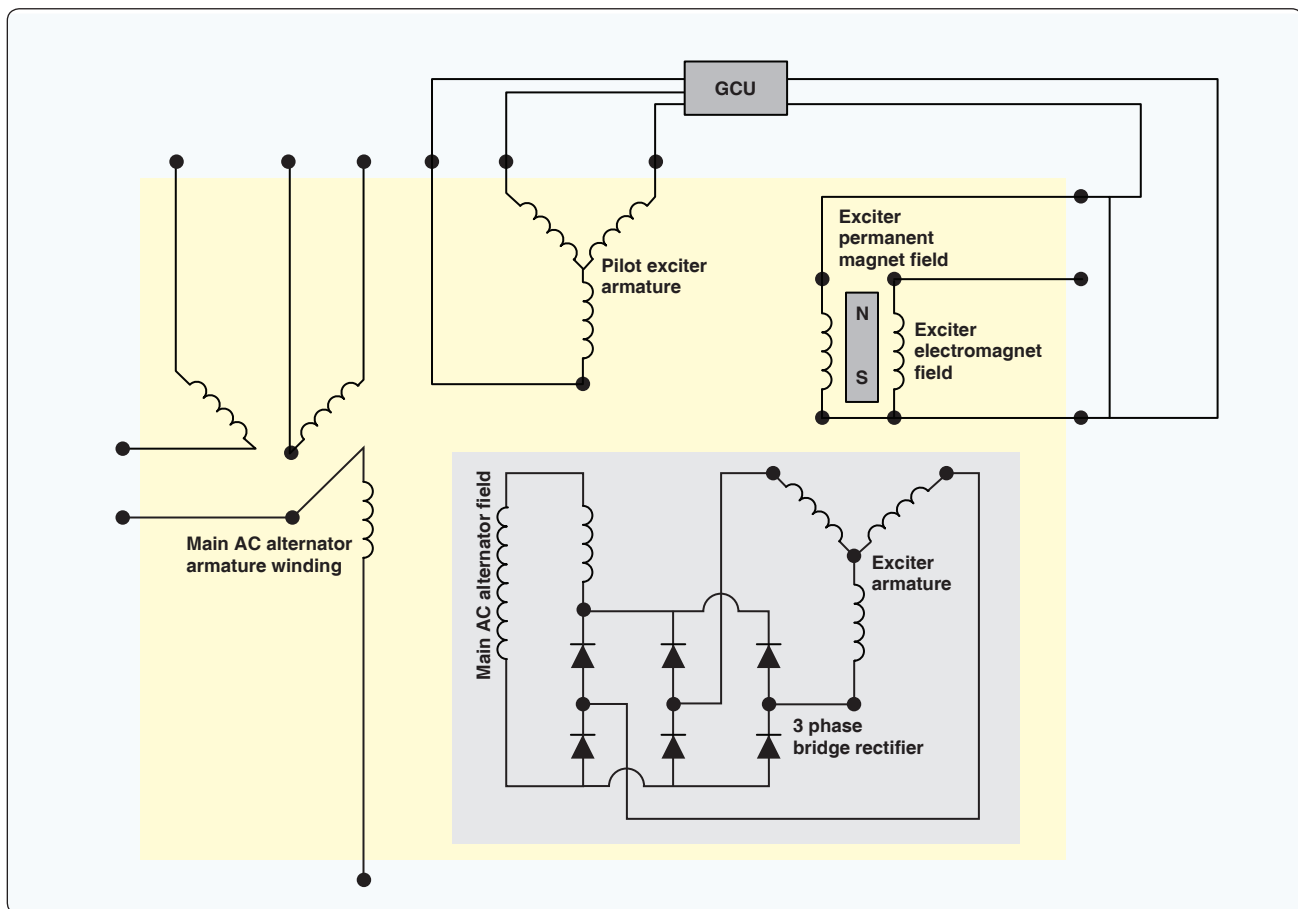 GCU
Exciter
permanent
magnet field
Pilot exciter
armature
N
S
Exciter
electromagnet
field
Main AC alternator
armature winding
Main AC alternator field
Exciter
armature
3 phase
bridge rectifier